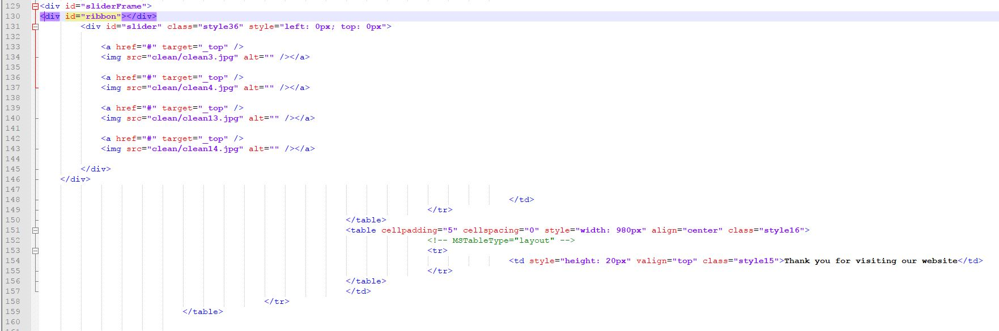 129 <div id="sliderFrame">
130 <div id="ribbon"></div>
131 <div id="slider" class="style36" style="left: 0px; top: 0px">
132
133 <a href="#" target="_top" />
134 <img src="clean/clean3.jpg" alt="" /></a>
135
136 <a href="#" target="_top" />
137 <img src="clean/clean4.jpg" alt="" /></a>
138
139 <a href="#" target="_top" />
140 <img src="clean/clean13.jpg" alt="" /></a>
141
142 <a href="#" target="_top" />
143 <img src="clean/clean14.jpg" alt="" /></a>
144
145 </div>
146 </div>
147
148 </td>
149 </tr>
150 </table>
151 <table cellpadding="5" cellspacing="0" style="width: 980px" align="center" class="style16">
152 <!-- MSTableType="layout" -->
153 <tr>
154 <td style="height: 20px" valign="top" class="style15">Thank you for visiting our website</td>
155 </tr>
156 </table>
157 </td>
158 </tr>
159 </table>
160